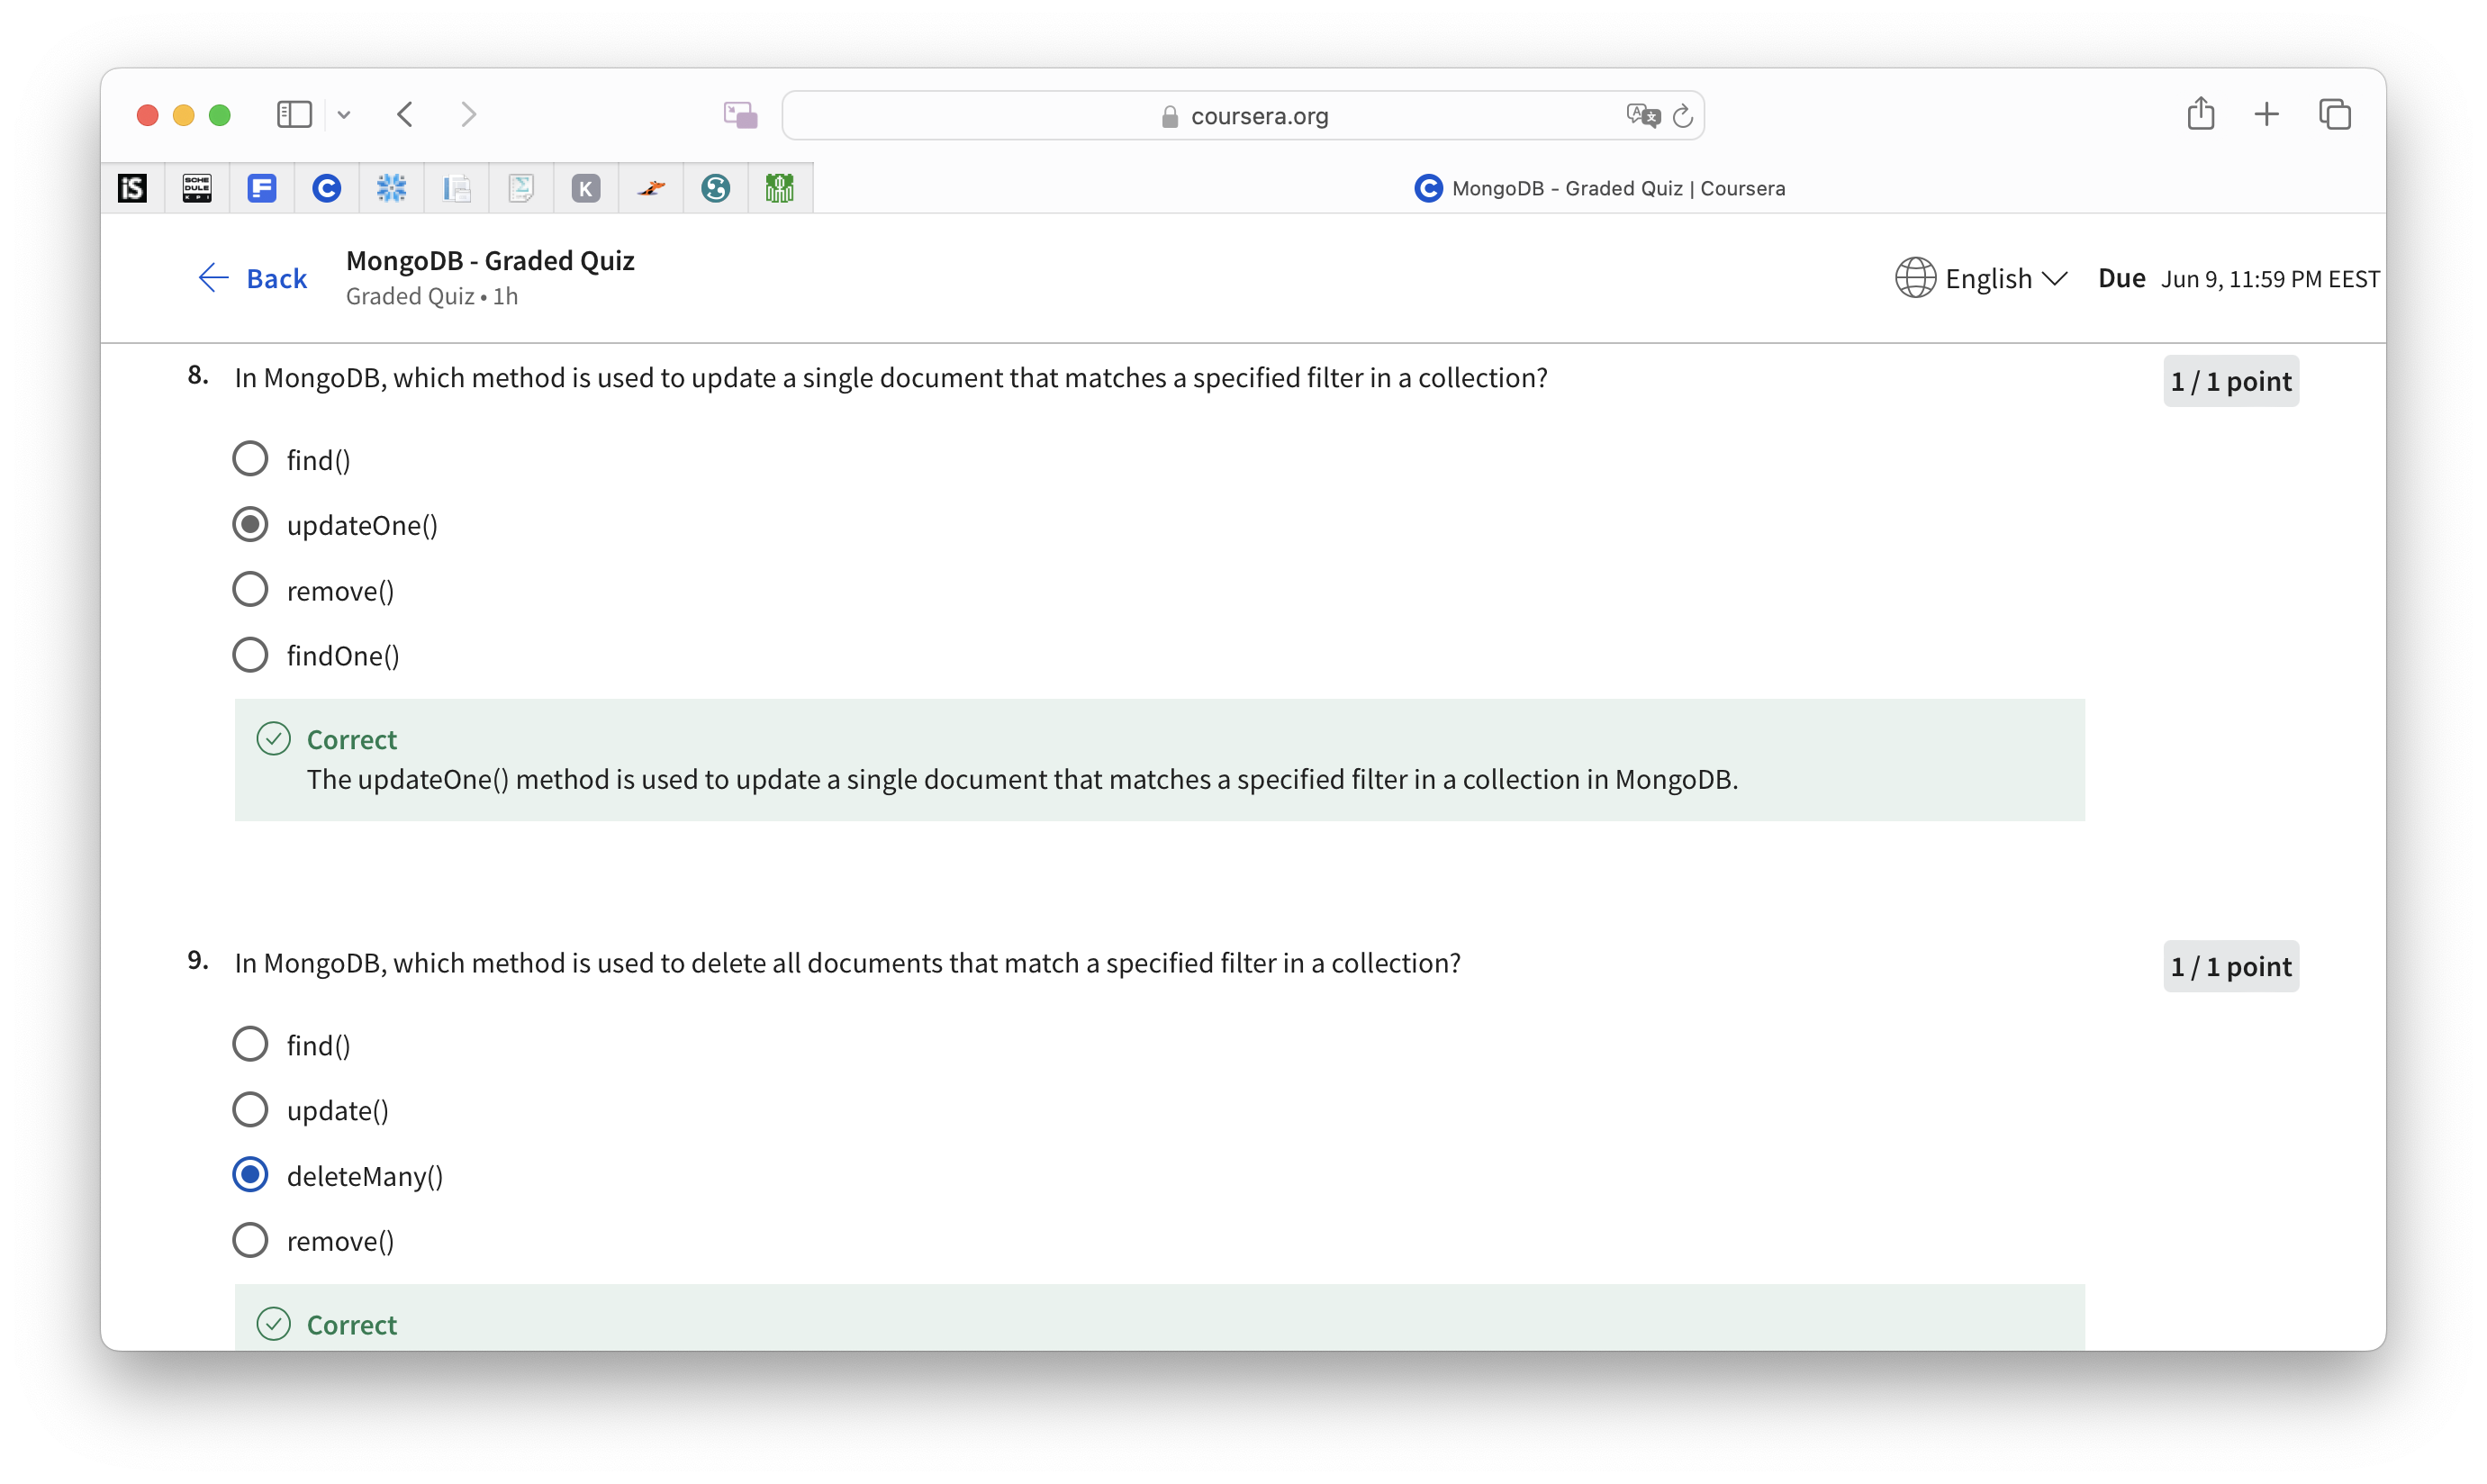 coursera.org
iS
SCHE
DULE
KPI
F
C
K
C MongoDB - Graded Quiz | Coursera
Back
MongoDB - Graded Quiz
Graded Quiz • 1h
English
Due Jun 9, 11:59 PM EEST
8. In MongoDB, which method is used to update a single document that matches a specified filter in a collection?
1 / 1 point
find()
updateOne()
remove()
findOne()
Correct
The updateOne() method is used to update a single document that matches a specified filter in a collection in MongoDB.
9. In MongoDB, which method is used to delete all documents that match a specified filter in a collection?
1 / 1 point
find()
update()
deleteMany()
remove()
Correct